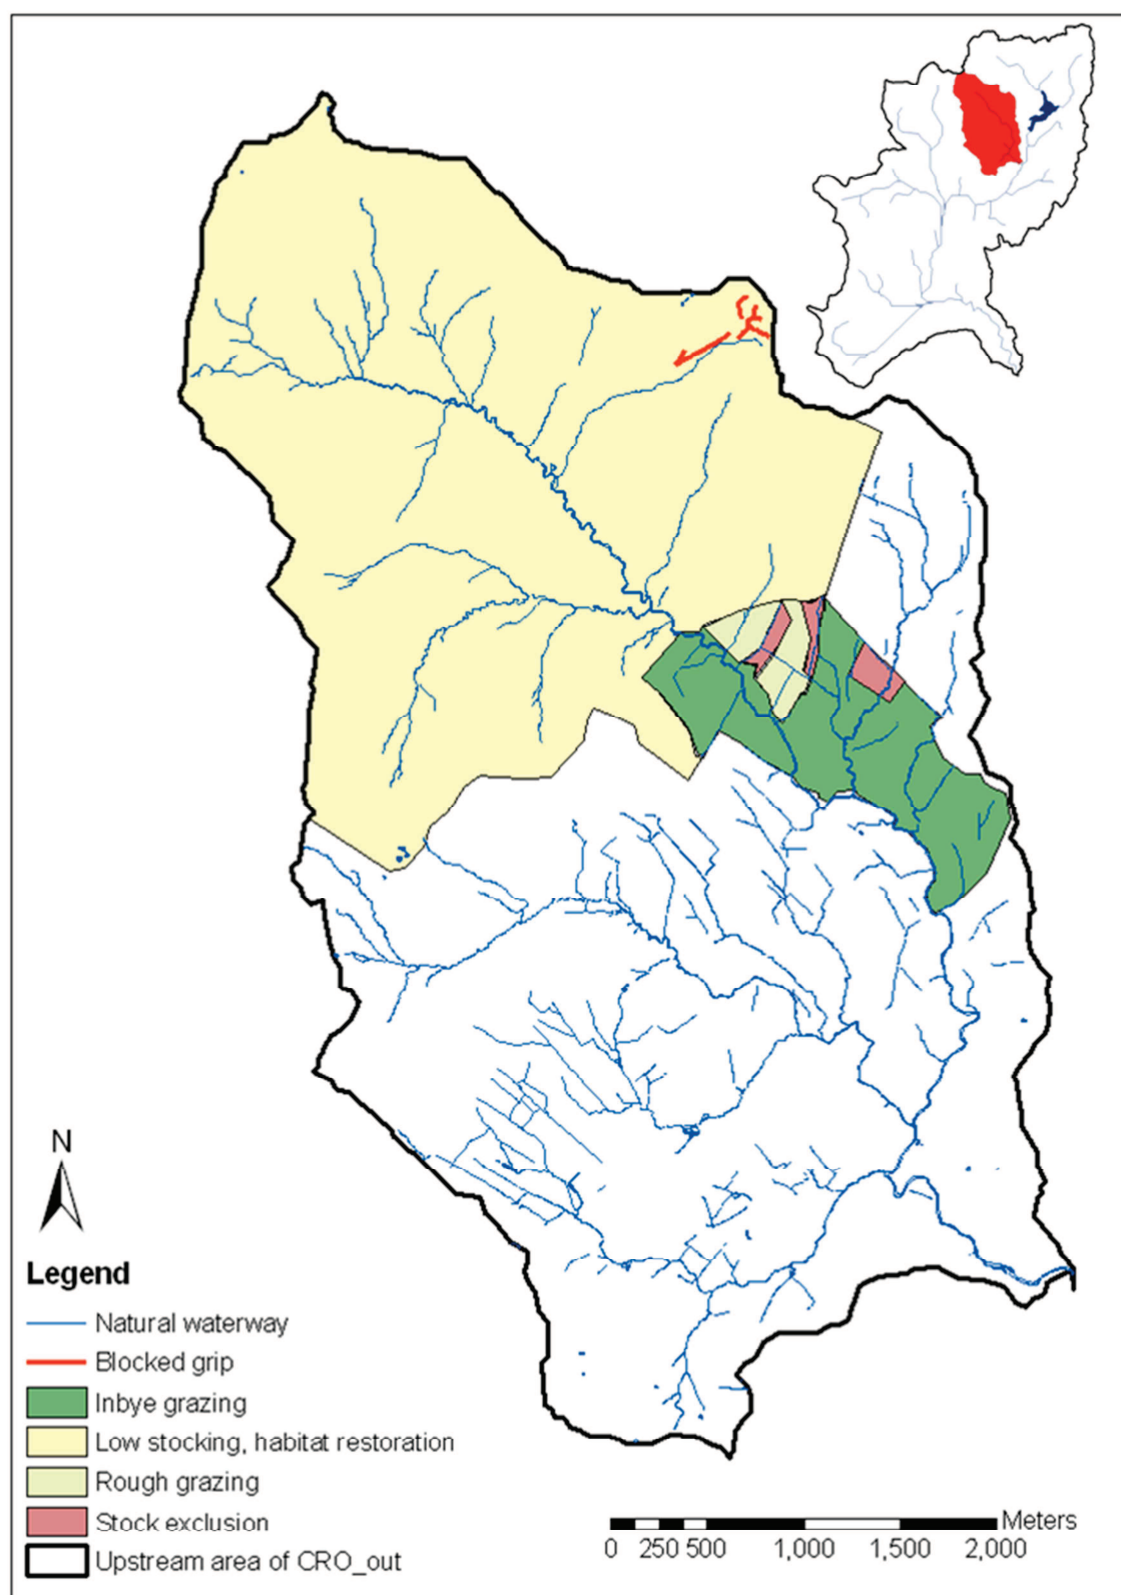 N
Legend
Natural waterway
Blocked grip
Inbye grazing
Low stocking, habitat restoration
Rough grazing
Stock exclusion
Upstream area of CRO_out
Meters
0 250 500 1,000 1,500 2,000